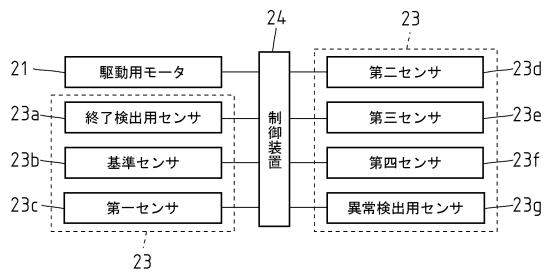 24
23
21
駆動用モータ
制御装置
第二センサ
23d
23a
終了検出用センサ
第三センサ
23e
23b
基準センサ
第四センサ
23f
23c
第一センサ
異常検出用センサ
23g
23